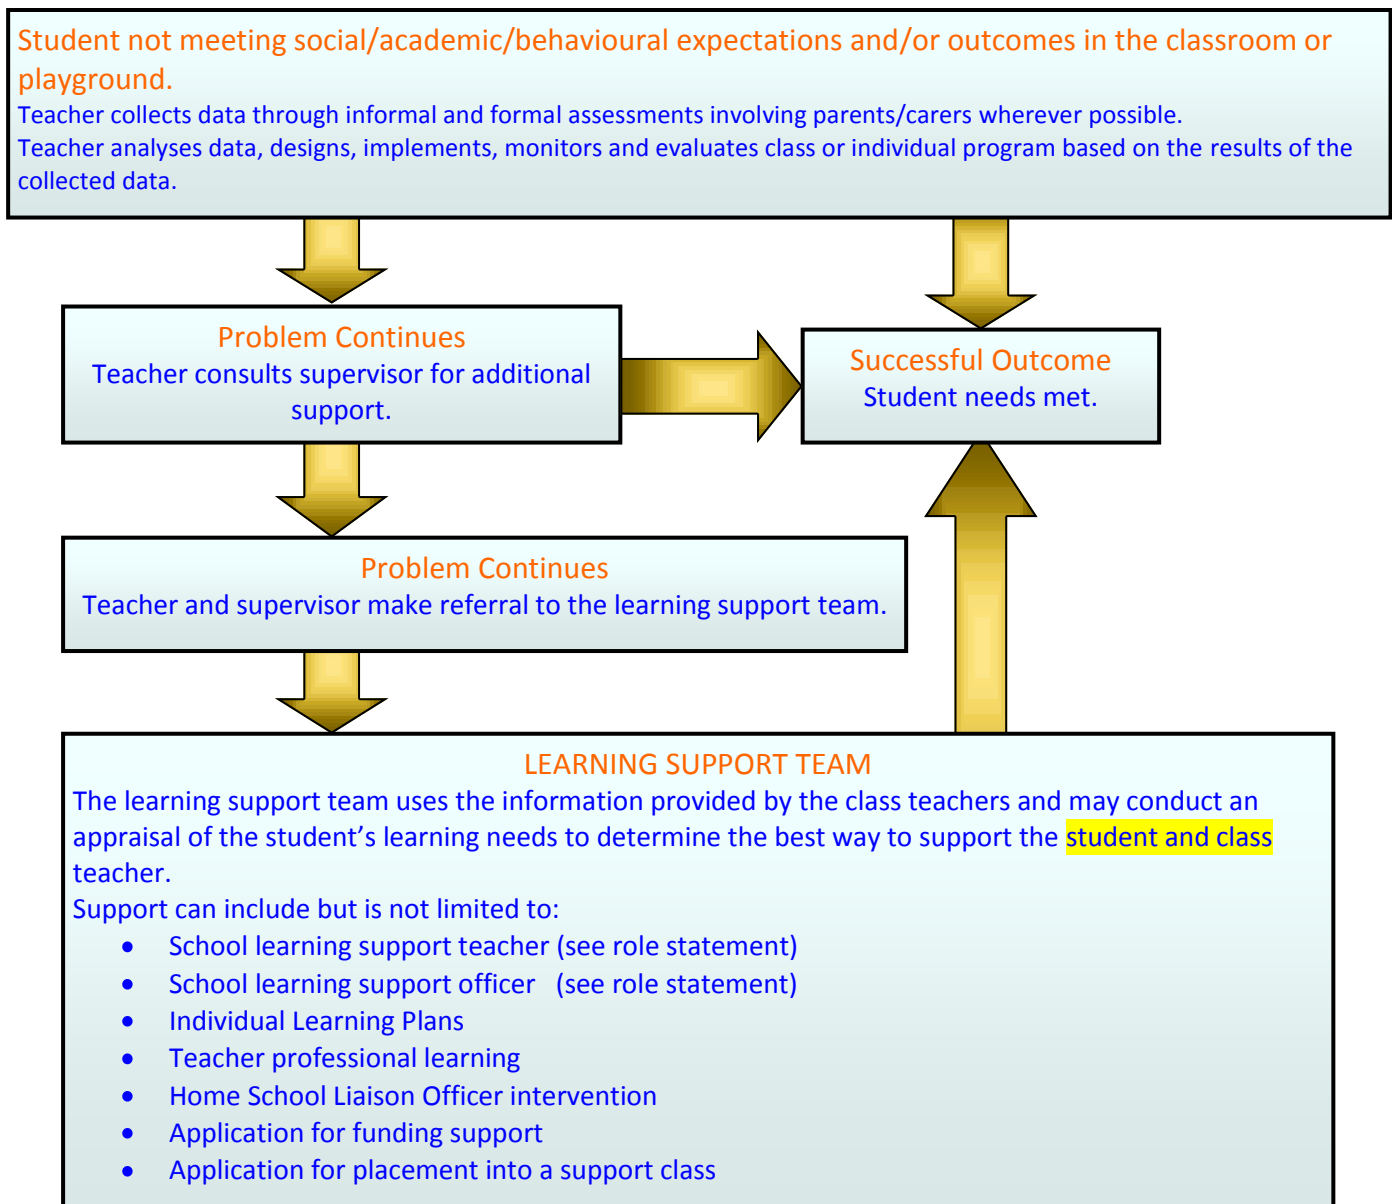 Student not meeting social/academic/behavioural expectations and/or outcomes in the classroom or
playground.
Teacher collects data through informal and formal assessments involving parents/carers wherever possible.
Teacher analyses data, designs, implements, monitors and evaluates class or individual program based on the results of the
collected data.
Problem Continues
Teacher consults supervisor for additional
support.
Successful Outcome
Student needs met.
Problem Continues
Teacher and supervisor make referral to the learning support team.
LEARNING SUPPORT TEAM
The learning support team uses the information provided by the class teachers and may conduct an
appraisal of the student’s learning needs to determine the best way to support the student and class
teacher.
Support can include but is not limited to:
• School learning support teacher (see role statement)
• School learning support officer (see role statement)
• Individual Learning Plans
• Teacher professional learning
• Home School Liaison Officer intervention
• Application for funding support
• Application for placement into a support class